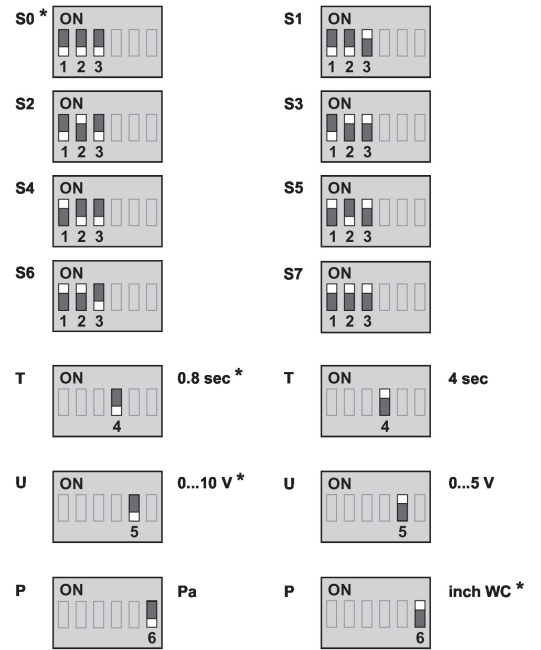 S0 * ON S1 ON
1 2 3 1 2 3
S2 ON S3 ON
1 2 3 1 2 3
S4 ON S5 ON
1 2 3 1 2 3
S6 ON S7 ON
1 2 3 1 2 3
T ON 0.8 sec * T ON 4 sec
4 4
U ON 0...10 V * U ON 0...5 V
5 5
P ON Pa P ON inch WC *
6 6